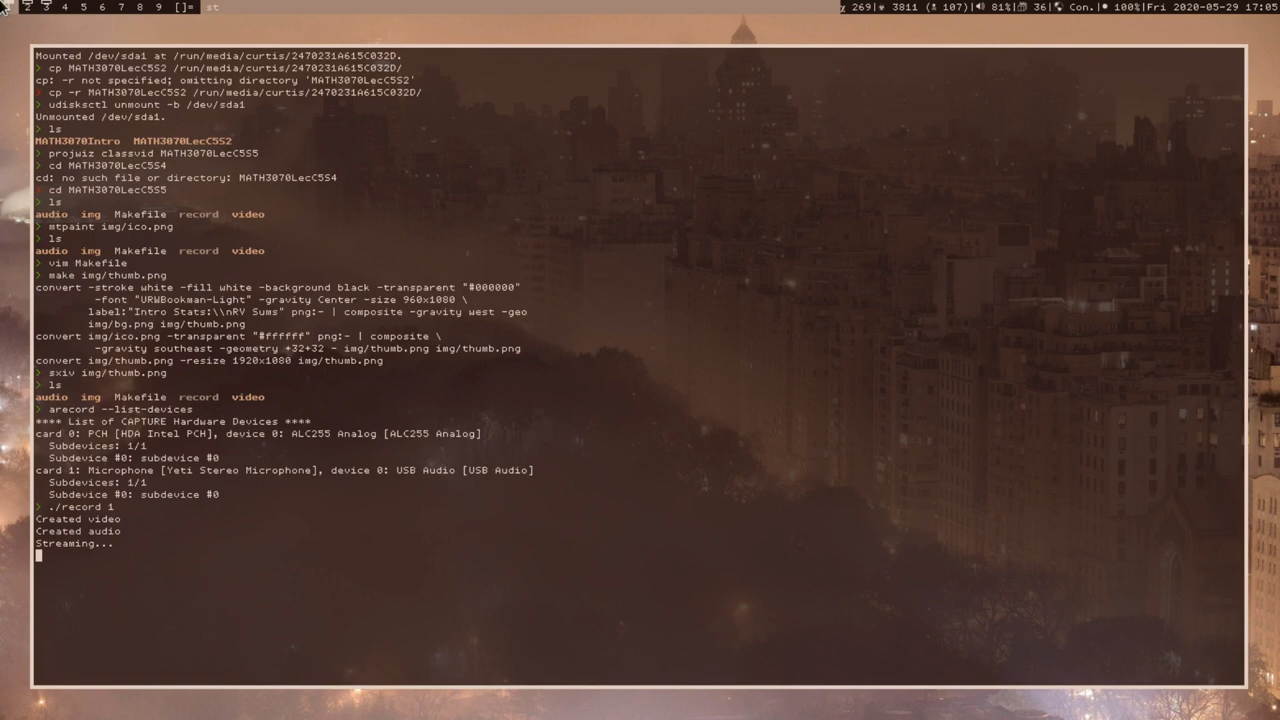 2 3 4 5 6 7 8 9 []= st 269| 3811 ( 107)| 81%| 36| Con.| 100%|Fri 2020-05-29 17:05
Mounted /dev/sda1 at /run/media/curtis/2470231A615C032D.
> cp MATH3070LecC5S2 /run/media/curtis/2470231A615C032D/
cp: -r not specified; omitting directory 'MATH3070LecC5S2'
> cp -r MATH3070LecC5S2 /run/media/curtis/2470231A615C032D/
> udisksctl unmount -b /dev/sda1
Unmounted /dev/sda1.
> ls
MATH3070Intro MATH3070LecC5S2
> projwiz classvid MATH3070LecC5S5
> cd MATH3070LecC5S4
cd: no such file or directory: MATH3070LecC5S4
> cd MATH3070LecC5S5
> ls
audio img Makefile record video
> mtpaint img/ico.png
> ls
audio img Makefile record video
> vim Makefile
> make img/thumb.png
convert -stroke white -fill white -background black -transparent "#000000"
-font "URWBookman-Light" -gravity Center -size 960x1080 \
label:"Intro Stats:\\nRV Sums" png:- | composite -gravity west -geo
img/bg.png img/thumb.png
convert img/ico.png -transparent "#ffffff" png:- | composite \
-gravity southeast -geometry +32+32 - img/thumb.png img/thumb.png
convert img/thumb.png -resize 1920x1080 img/thumb.png
> sxiv img/thumb.png
> ls
audio img Makefile record video
> arecord --list-devices
**** List of CAPTURE Hardware Devices ****
card 0: PCH [HDA Intel PCH], device 0: ALC255 Analog [ALC255 Analog]
Subdevices: 1/1
Subdevice #0: subdevice #0
card 1: Microphone [Yeti Stereo Microphone], device 0: USB Audio [USB Audio]
Subdevices: 1/1
Subdevice #0: subdevice #0
> ./record 1
Created video
Created audio
Streaming...